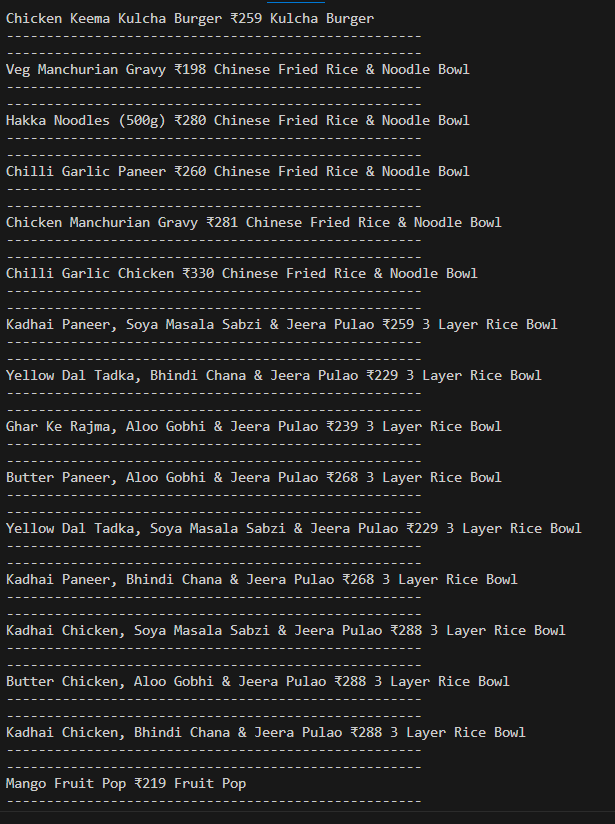 Chicken Keema Kulcha Burger ₹259 Kulcha Burger
----------------------------------------------------
----------------------------------------------------
Veg Manchurian Gravy ₹198 Chinese Fried Rice & Noodle Bowl
----------------------------------------------------
----------------------------------------------------
Hakka Noodles (500g) ₹280 Chinese Fried Rice & Noodle Bowl
----------------------------------------------------
----------------------------------------------------
Chilli Garlic Paneer ₹260 Chinese Fried Rice & Noodle Bowl
----------------------------------------------------
----------------------------------------------------
Chicken Manchurian Gravy ₹281 Chinese Fried Rice & Noodle Bowl
----------------------------------------------------
----------------------------------------------------
Chilli Garlic Chicken ₹330 Chinese Fried Rice & Noodle Bowl
----------------------------------------------------
----------------------------------------------------
Kadhai Paneer, Soya Masala Sabzi & Jeera Pulao ₹259 3 Layer Rice Bowl
----------------------------------------------------
----------------------------------------------------
Yellow Dal Tadka, Bhindi Chana & Jeera Pulao ₹229 3 Layer Rice Bowl
----------------------------------------------------
----------------------------------------------------
Ghar Ke Rajma, Aloo Gobhi & Jeera Pulao ₹239 3 Layer Rice Bowl
----------------------------------------------------
----------------------------------------------------
Butter Paneer, Aloo Gobhi & Jeera Pulao ₹268 3 Layer Rice Bowl
----------------------------------------------------
----------------------------------------------------
Yellow Dal Tadka, Soya Masala Sabzi & Jeera Pulao ₹229 3 Layer Rice Bowl
----------------------------------------------------
----------------------------------------------------
Kadhai Paneer, Bhindi Chana & Jeera Pulao ₹268 3 Layer Rice Bowl
----------------------------------------------------
----------------------------------------------------
Kadhai Chicken, Soya Masala Sabzi & Jeera Pulao ₹288 3 Layer Rice Bowl
----------------------------------------------------
----------------------------------------------------
Butter Chicken, Aloo Gobhi & Jeera Pulao ₹288 3 Layer Rice Bowl
----------------------------------------------------
----------------------------------------------------
Kadhai Chicken, Bhindi Chana & Jeera Pulao ₹288 3 Layer Rice Bowl
----------------------------------------------------
----------------------------------------------------
Mango Fruit Pop ₹219 Fruit Pop
----------------------------------------------------